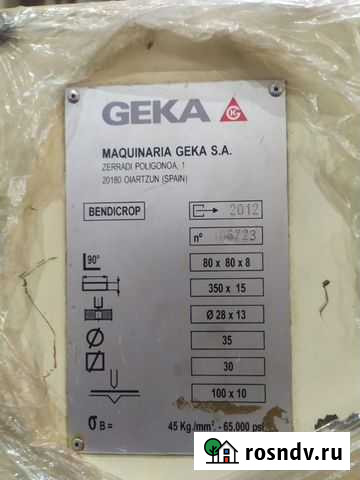 GEKA
GK
MAQUINARIA GEKA S.A.
ZERRADI POLIGONOA, 1
20180 OIARTZUN (SPAIN)
BENDICROP 2012
nº
90° 80 x 80 x 8
350 x 15
Ø 28 x 13
35
30
100 x 10
σB = 45 Kg/mm². - 65.000 psi
rosndv.ru